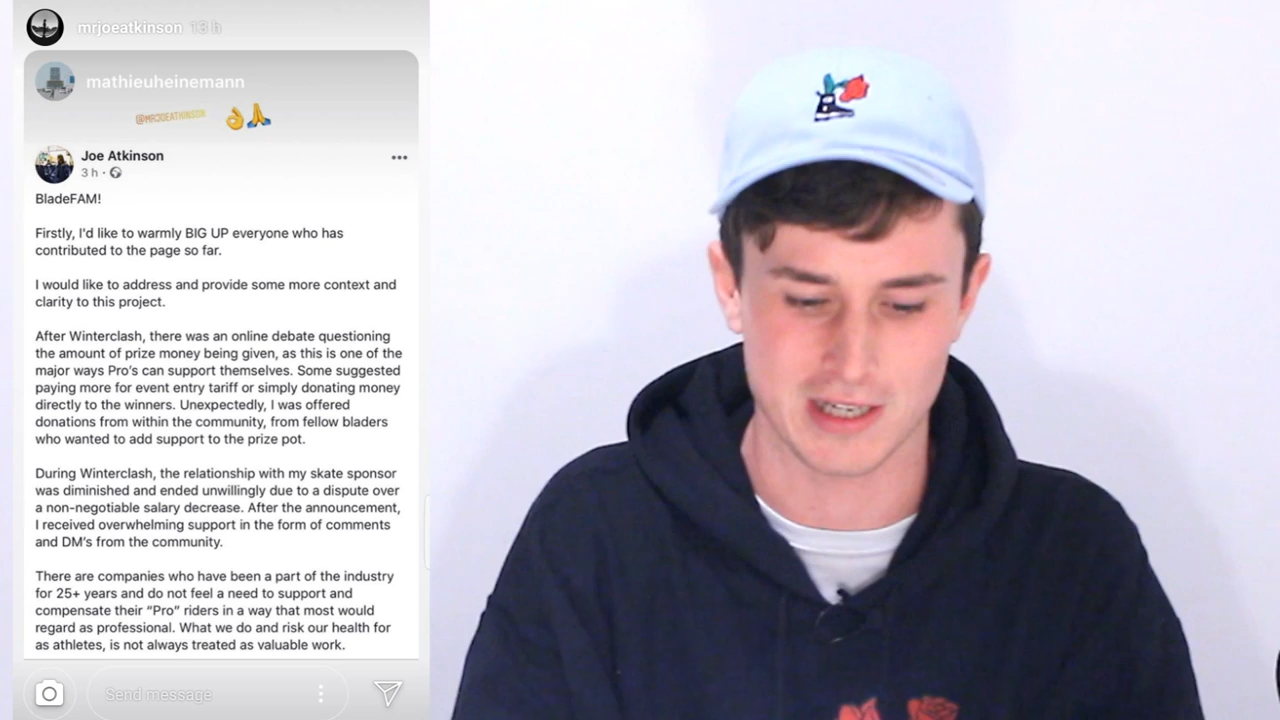 mrjoeatkinson 13 h
mathieuheinemann
@MRJOEATKINSON
Joe Atkinson
3 h
BladeFAM!
Firstly, I'd like to warmly BIG UP everyone who has
contributed to the page so far.
I would like to address and provide some more context and
clarity to this project.
After Winterclash, there was an online debate questioning
the amount of prize money being given, as this is one of the
major ways Pro's can support themselves. Some suggested
paying more for event entry tariff or simply donating money
directly to the winners. Unexpectedly, I was offered
donations from within the community, from fellow bladers
who wanted to add support to the prize pot.
During Winterclash, the relationship with my skate sponsor
was diminished and ended unwillingly due to a dispute over
a non-negotiable salary decrease. After the announcement,
I received overwhelming support in the form of comments
and DM's from the community.
There are companies who have been a part of the industry
for 25+ years and do not feel a need to support and
compensate their “Pro” riders in a way that most would
regard as professional. What we do and risk our health for
as athletes, is not always treated as valuable work.
Send message